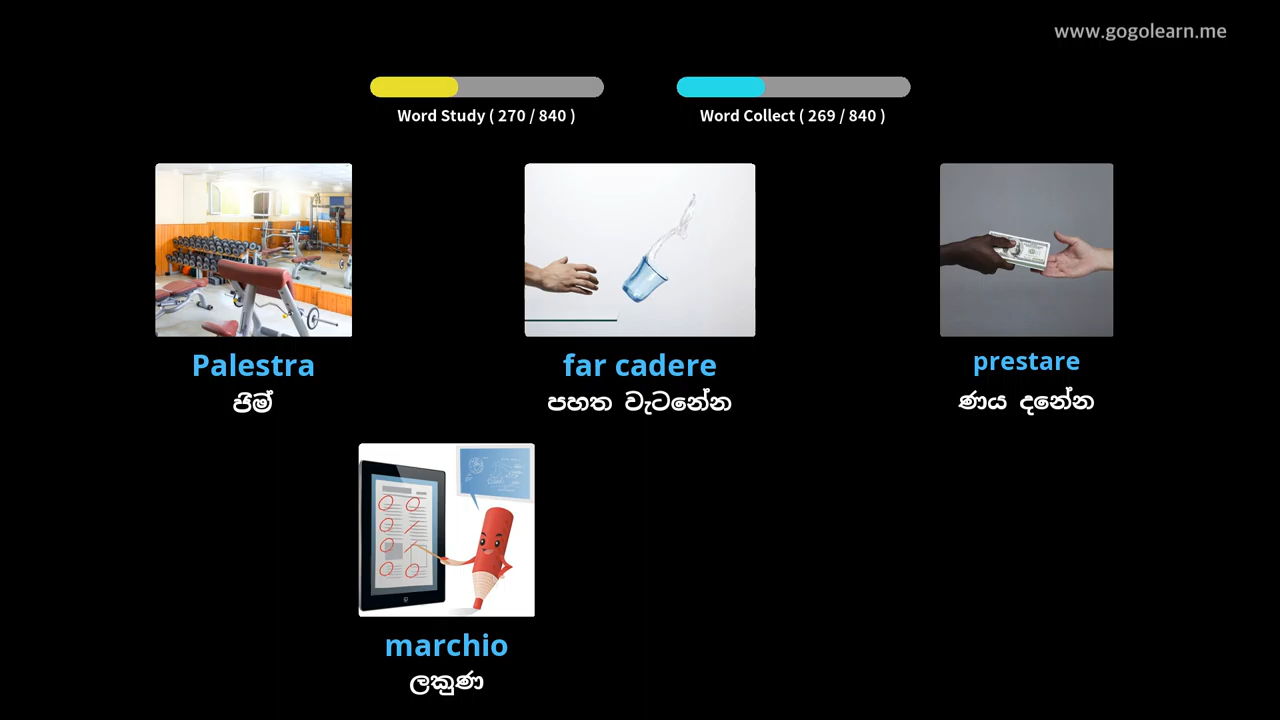 www.gogolearn.me
Word Study ( 270 / 840 )
Word Collect ( 269 / 840 )
Palestra
ජිම්
far cadere
පහත වැටනේන
prestare
ණය දනේන
marchio
ලකුණ